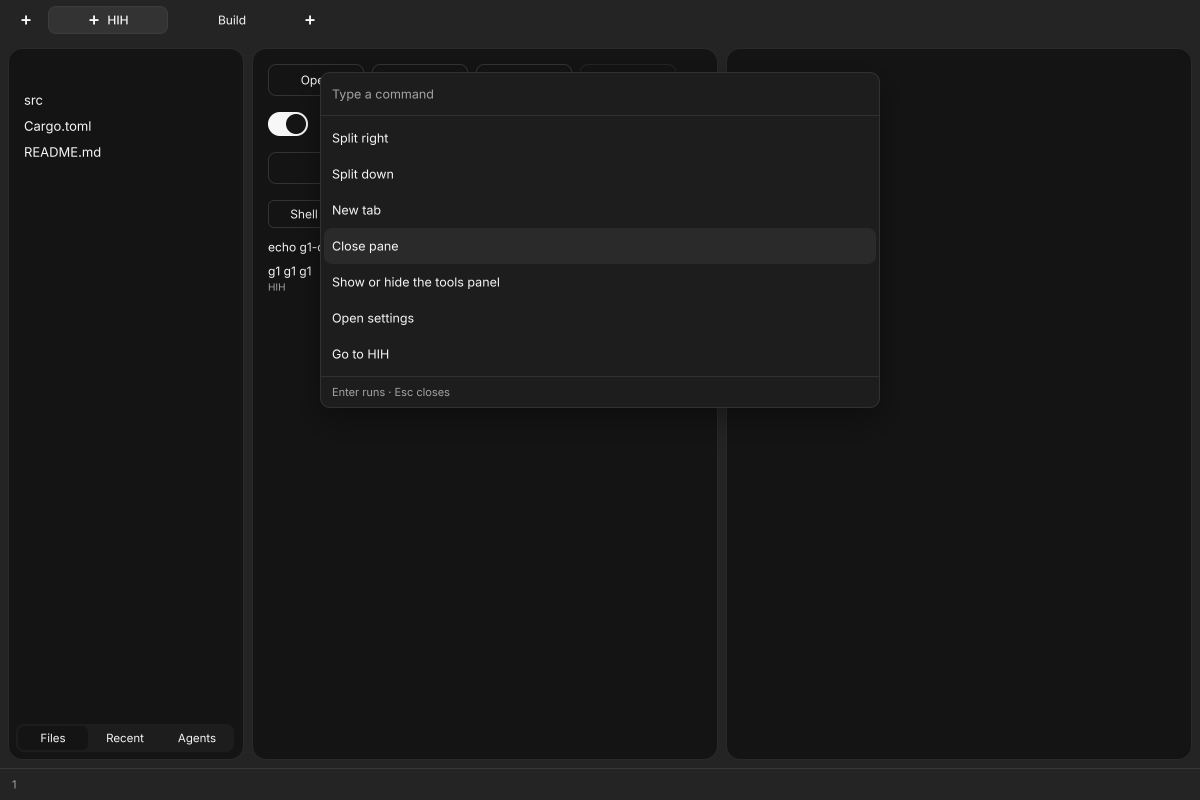 HIH
Build
src
Cargo.toml
README.md
Type a command
Split right
Split down
New tab
Close pane
Show or hide the tools panel
Open settings
Go to HIH
Enter runs · Esc closes
Shell
g1 g1 g1
HIH
Files
Recent
Agents
1